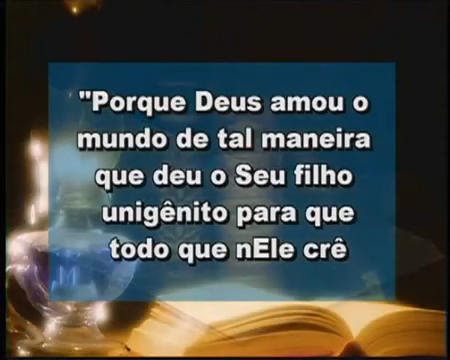 "Porque Deus amou o
mundo de tal maneira
que deu o Seu filho
unigênito para que
todo que nEle crê
M